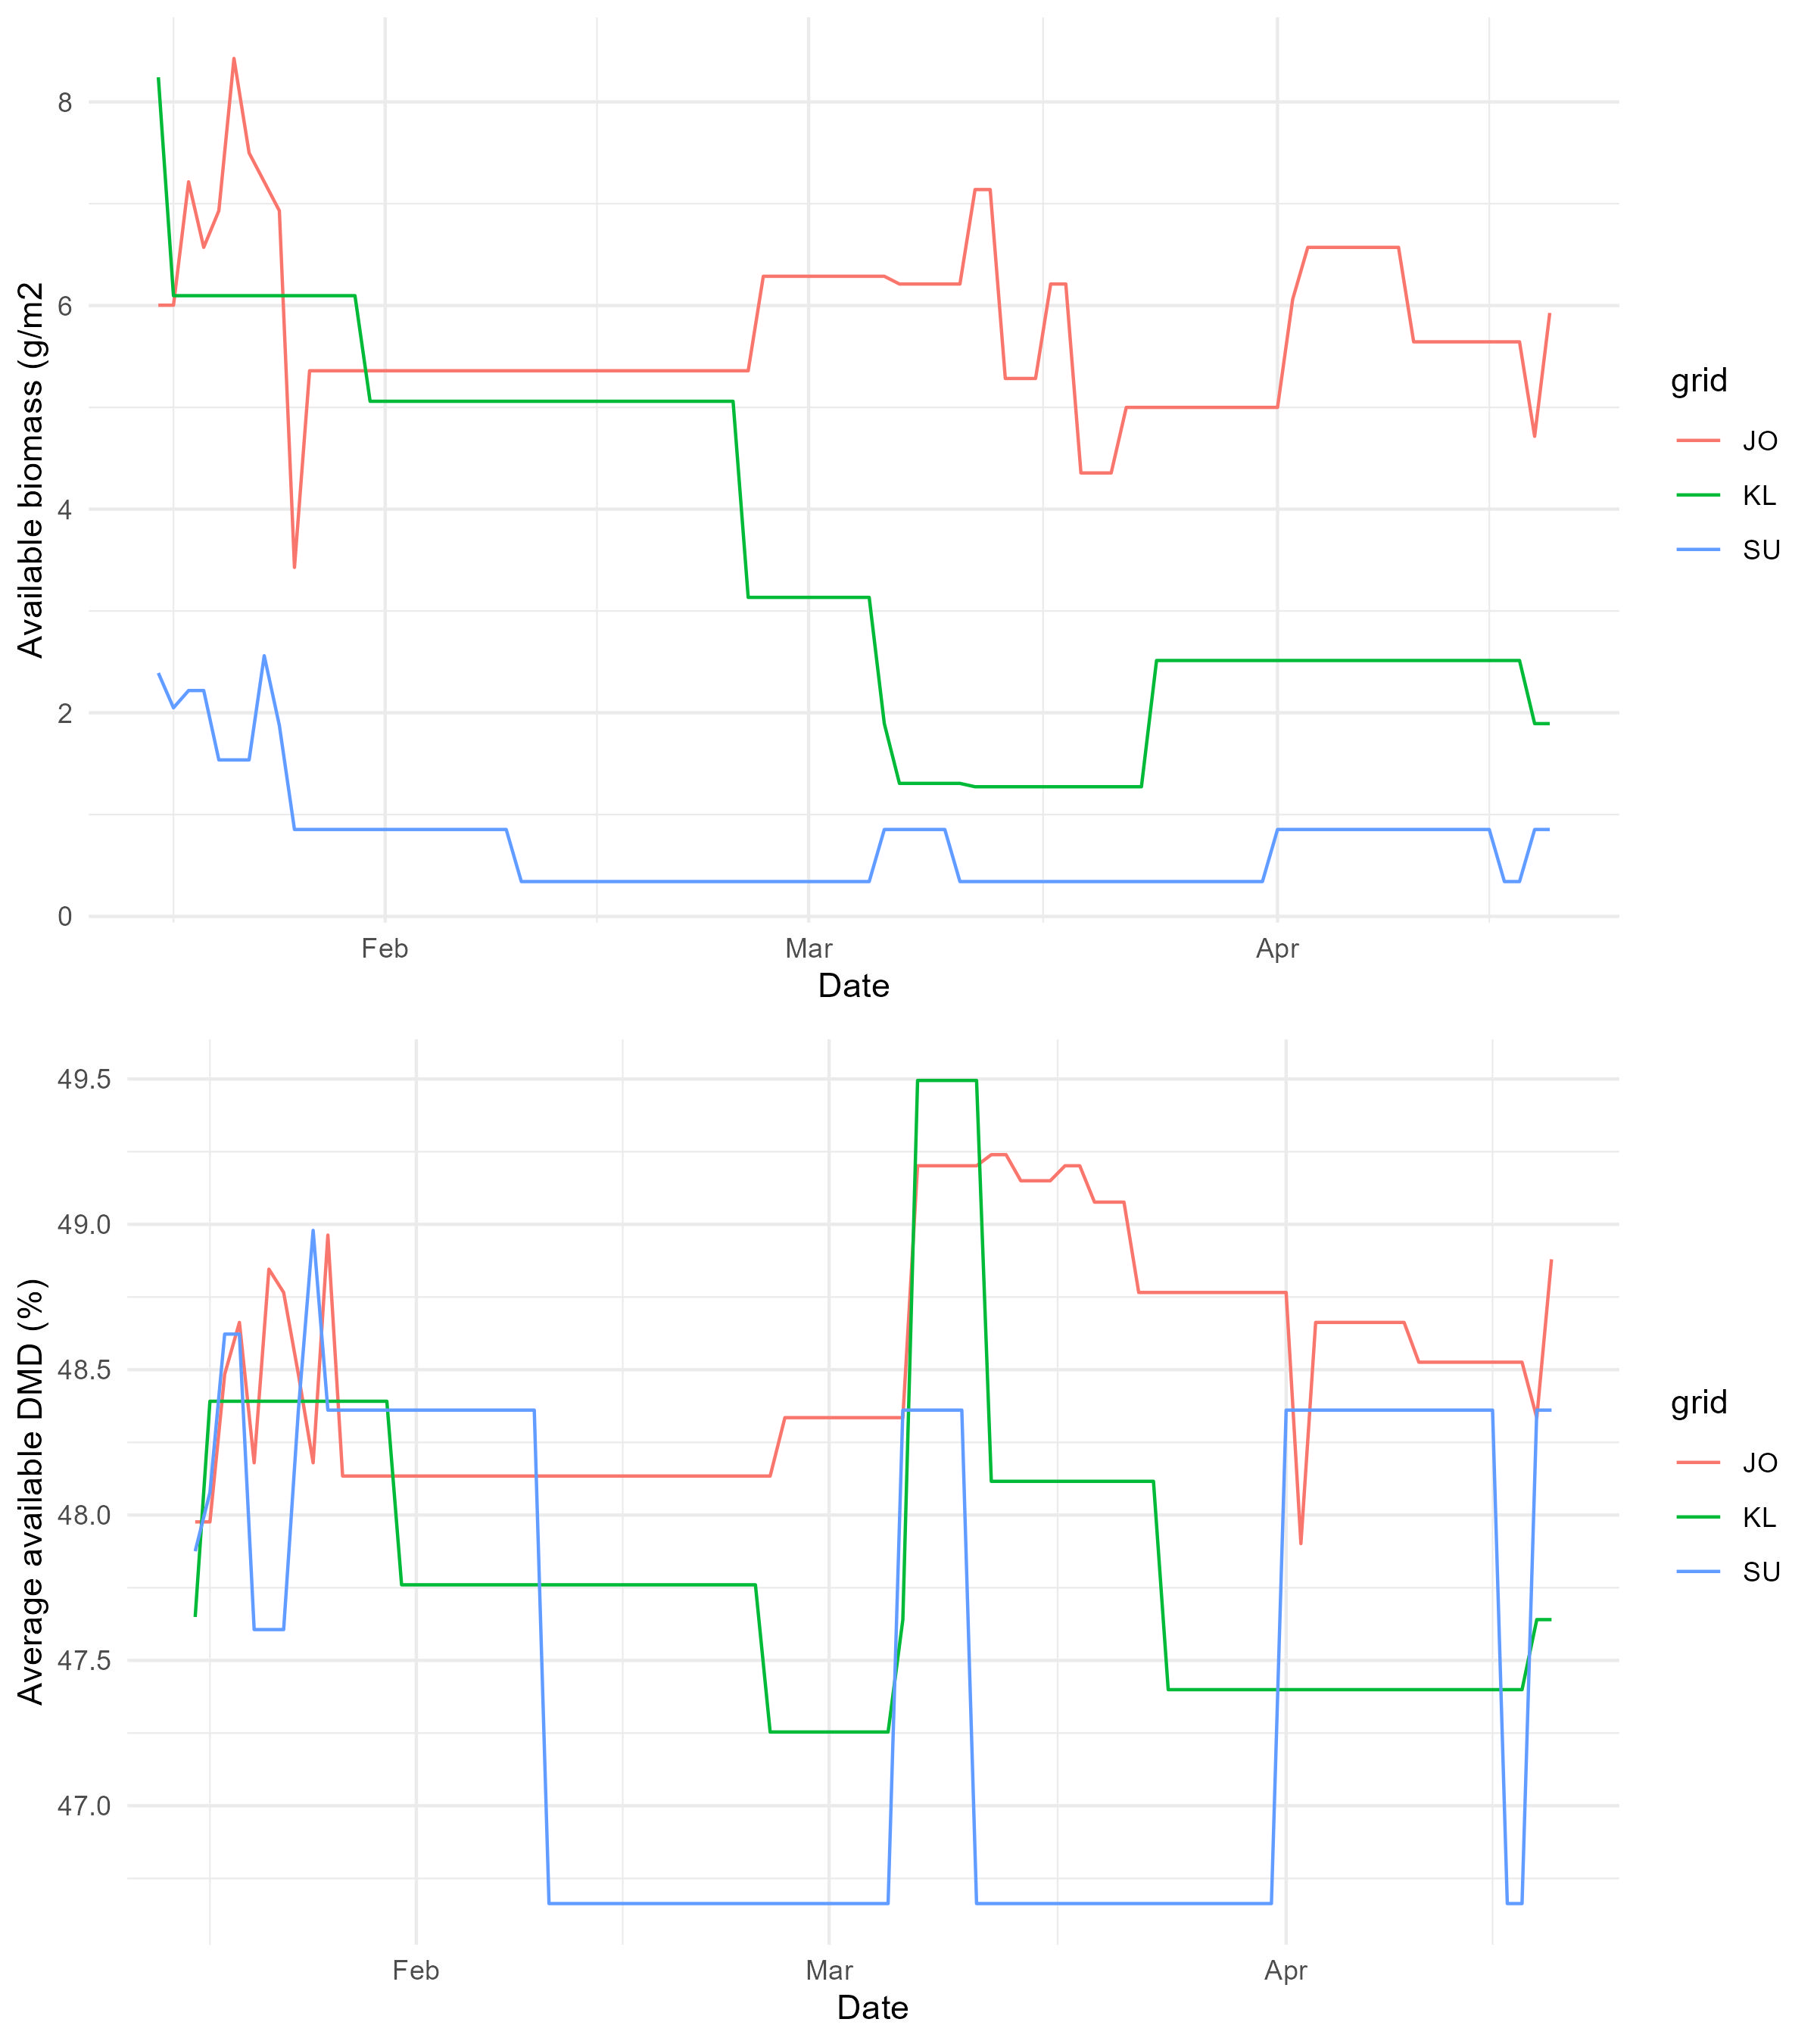 Available biomass (g/m2
8
6
4
2
0
Feb
Mar
Apr
Date
grid
JO
KL
SU
Average available DMD (%)
49.5
49.0
48.5
48.0
47.5
47.0
Feb
Mar
Apr
Date
grid
JO
KL
SU